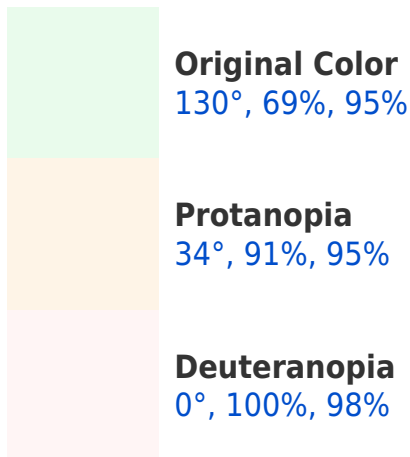 Original Color
130°, 69%, 95%
Protanopia
34°, 91%, 95%
Deuteranopia
0°, 100%, 98%